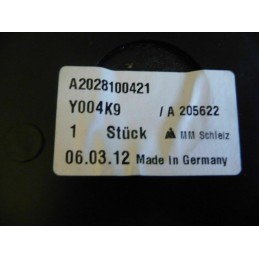 A2028100421
Y004K9 /A 205622
1 Stück MM Schleiz
06.03.12 Made in Germany